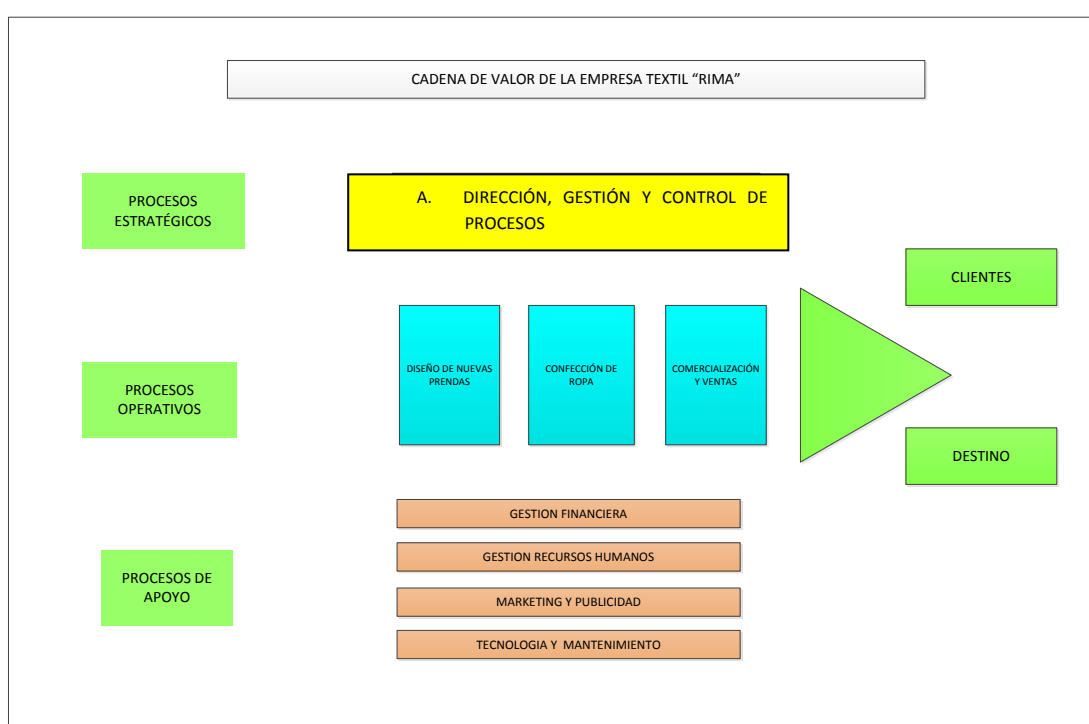 CADENA DE VALOR DE LA EMPRESA TEXTIL “RIMA”
PROCESOS
ESTRATÉGICOS
A. DIRECCIÓN, GESTIÓN Y CONTROL DE
PROCESOS
CLIENTES
PROCESOS
OPERATIVOS
DISEÑO DE NUEVAS
PRENDAS
CONFECCIÓN DE
ROPA
COMERCIALIZACIÓN
Y VENTAS
DESTINO
PROCESOS DE
APOYO
GESTION FINANCIERA
GESTION RECURSOS HUMANOS
MARKETING Y PUBLICIDAD
TECNOLOGIA Y MANTENIMIENTO